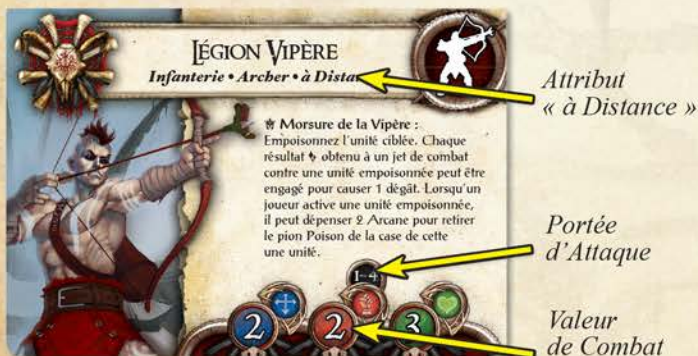 LÉGION VIPÈRE
Infanterie • Archer • à Dista
Attribut
« à Distance »
Morsure de la Vipère :
Empoisonnez l'unité ciblée. Chaque
résultat obtenu à un jet de combat
contre une unité empoisonnée peut être
engagé pour causer 1 dégât. Lorsqu'un
joueur active une unité empoisonnée,
il peut dépenser 2 Arcane pour retirer
le pion Poison de la case de cette
une unité.
Portée
d'Attaque
1-4
2 2 3
Valeur
de Combat